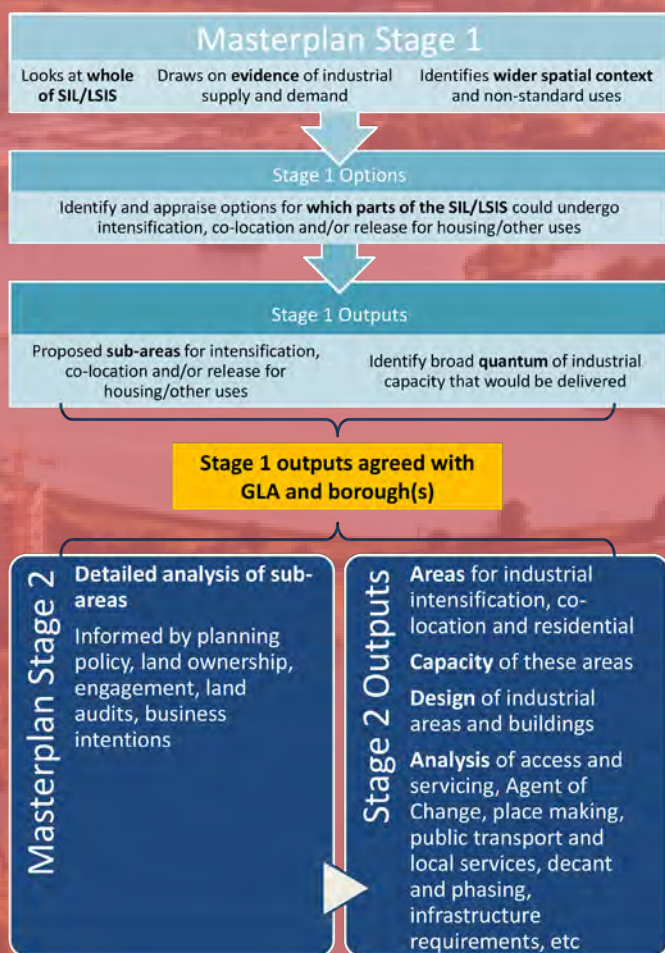 Masterplan Stage 1
Looks at whole
of SIL/LSIS
Draws on evidence of industrial
supply and demand
Identifies wider spatial context
and non-standard uses
Stage 1 Options
Identify and appraise options for which parts of the SIL/LSIS could undergo
intensification, co-location and/or release for housing/other uses
Stage 1 Outputs
Proposed sub-areas for intensification,
co-location and/or release for
housing/other uses
Identify broad quantum of industrial
capacity that would be delivered
Stage 1 outputs agreed with
GLA and borough(s)
Masterplan Stage 2
Detailed analysis of sub-
areas
Informed by planning
policy, land ownership,
engagement, land
audits, business
intentions
Stage 2 Outputs
Areas for industrial
intensification, co-
location and residential
Capacity of these areas
Design of industrial
areas and buildings
Analysis of access and
servicing, Agent of
Change, place making,
public transport and
local services, decant
and phasing,
infrastructure
requirements, etc